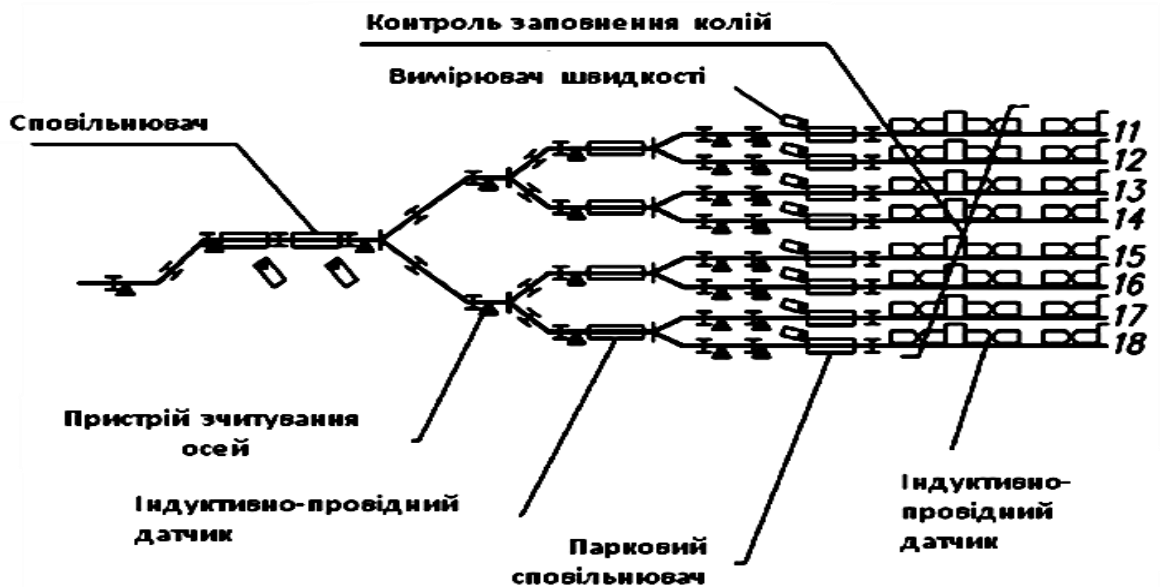 Контроль заповнення колій
Вимірювач швидкості
Сповільнювач
11
12
13
14
15
16
17
18
Пристрій зчитування
осей
Індуктивно-провідний
датчик
Парковий
сповільнювач
Індуктивно-
провідний
датчик